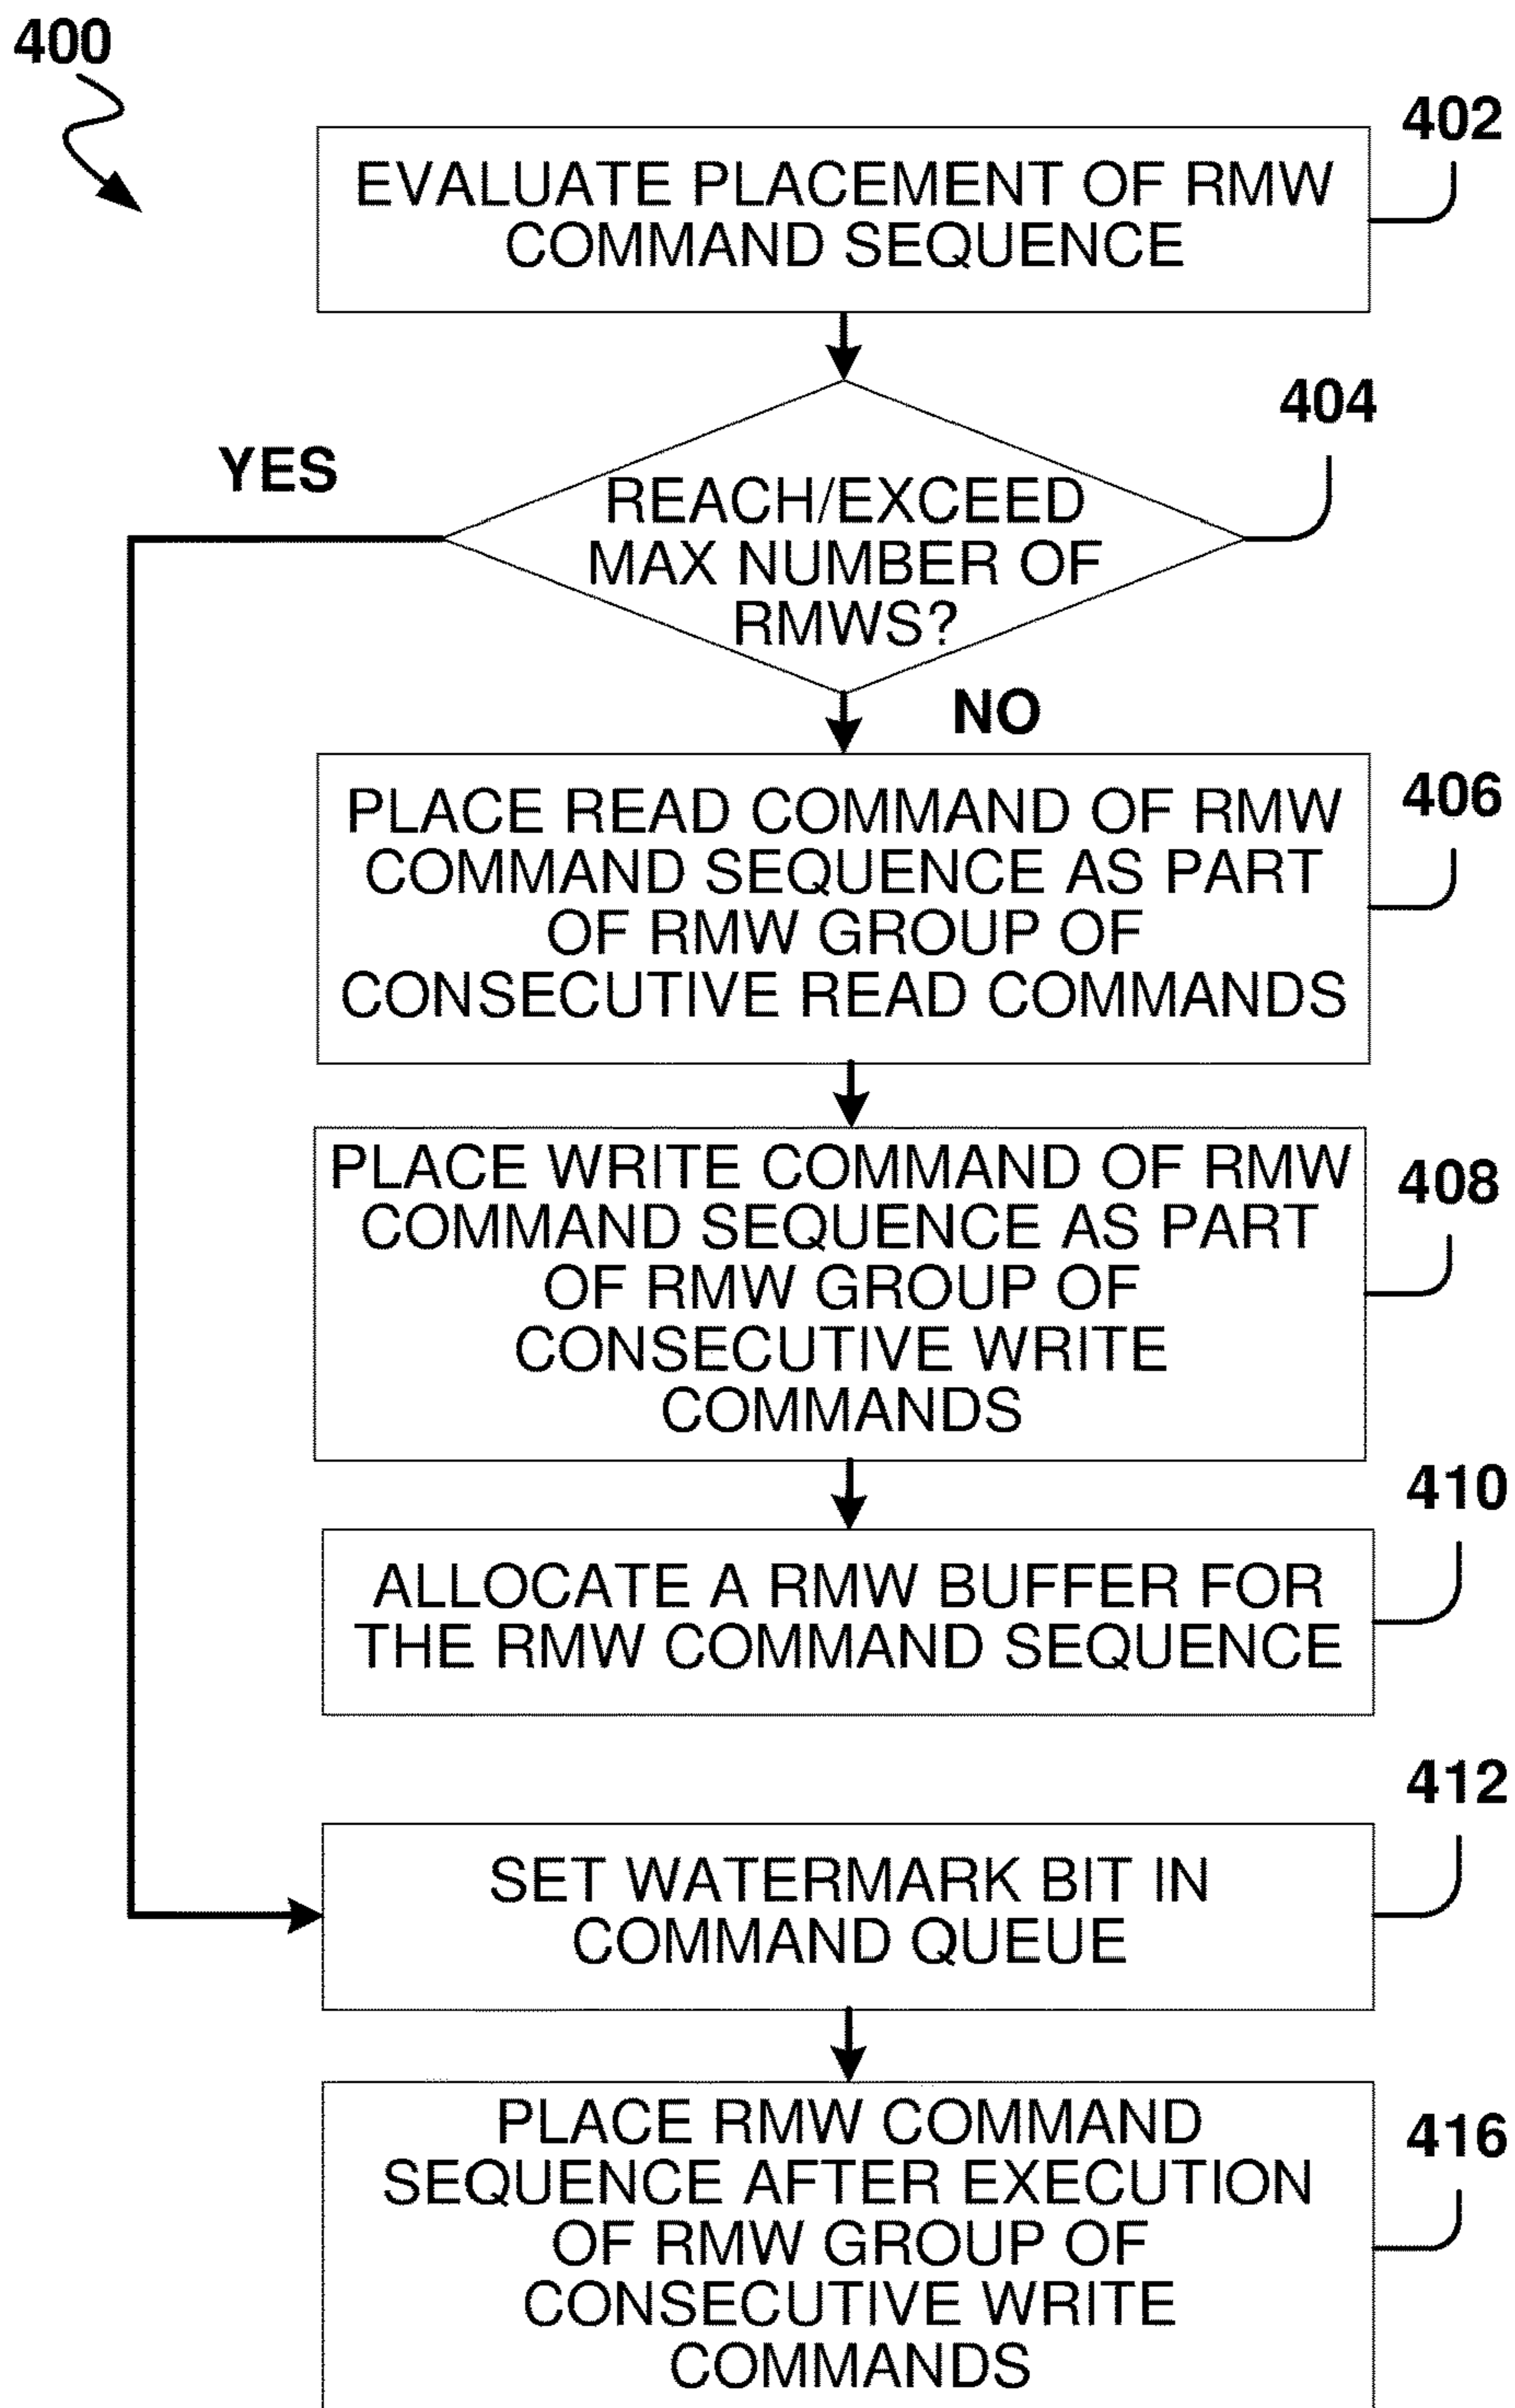 400
402
EVALUATE PLACEMENT OF RMW
COMMAND SEQUENCE
404
YES
REACH/EXCEED
MAX NUMBER OF
RMWS?
NO
406
PLACE READ COMMAND OF RMW
COMMAND SEQUENCE AS PART
OF RMW GROUP OF
CONSECUTIVE READ COMMANDS
408
PLACE WRITE COMMAND OF RMW
COMMAND SEQUENCE AS PART
OF RMW GROUP OF
CONSECUTIVE WRITE
COMMANDS
410
ALLOCATE A RMW BUFFER FOR
THE RMW COMMAND SEQUENCE
412
SET WATERMARK BIT IN
COMMAND QUEUE
416
PLACE RMW COMMAND
SEQUENCE AFTER EXECUTION
OF RMW GROUP OF
CONSECUTIVE WRITE
COMMANDS